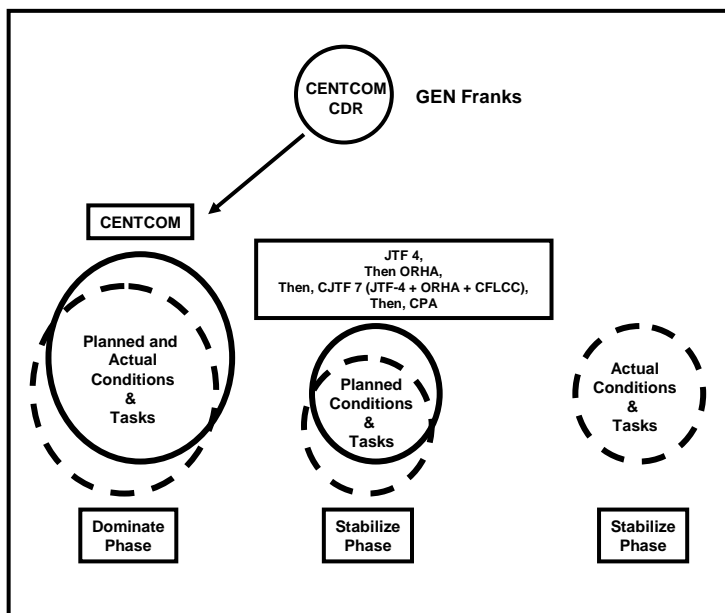 CENTCOM
CDR
GEN Franks
CENTCOM
JTF 4,
Then ORHA,
Then, CJTF 7 (JTF-4 + ORHA + CFLCC),
Then, CPA
Planned and
Actual
Conditions
&
Tasks
Planned
Conditions
&
Tasks
Actual
Conditions
&
Tasks
Dominate
Phase
Stabilize
Phase
Stabilize
Phase